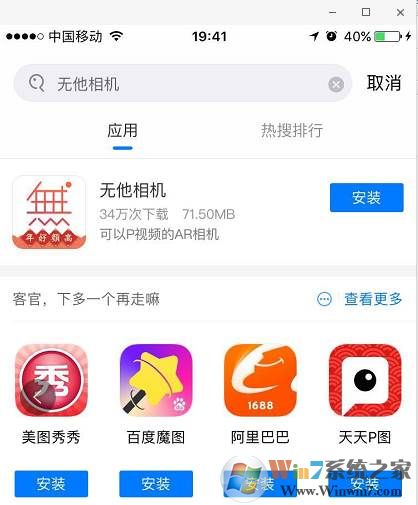 中国移动 19:41 40%
无他相机 取消
应用 热搜排行
無
年好頗高
无他相机
34万次下载 71.50MB
可以P视频的AR相机
安装
客官，下多一个再走嘛 查看更多
秀 1688
美图秀秀 百度魔图 阿里巴巴 天天P图
安装 安装 安装 安装
Win7系统之家
Www.Winwin7.com